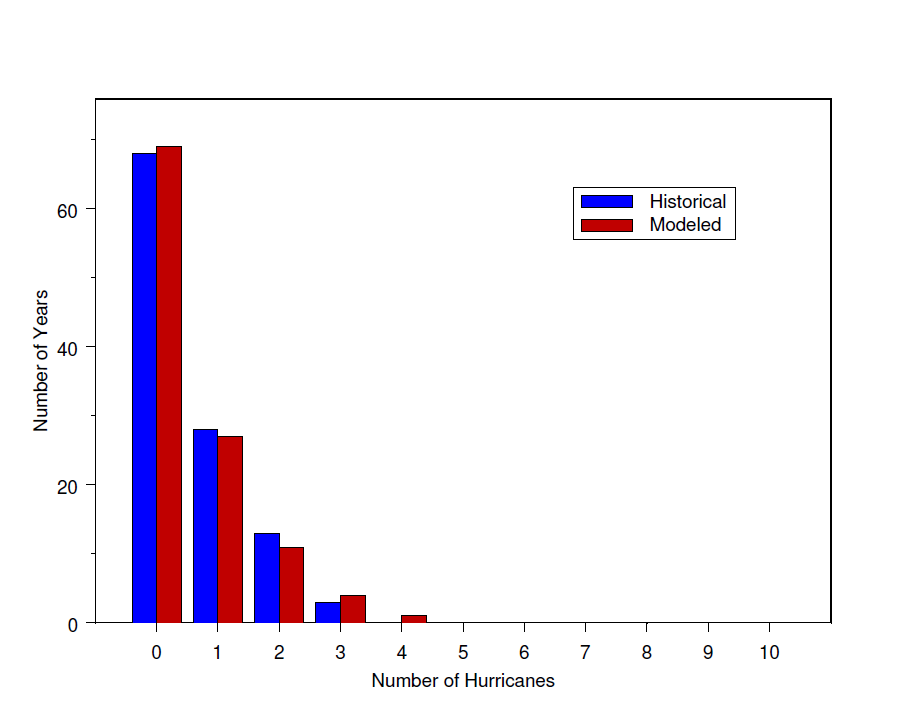 Historical
Modeled
Number of Years
60
40
20
0
0 1 2 3 4 5 6 7 8 9 10
Number of Hurricanes